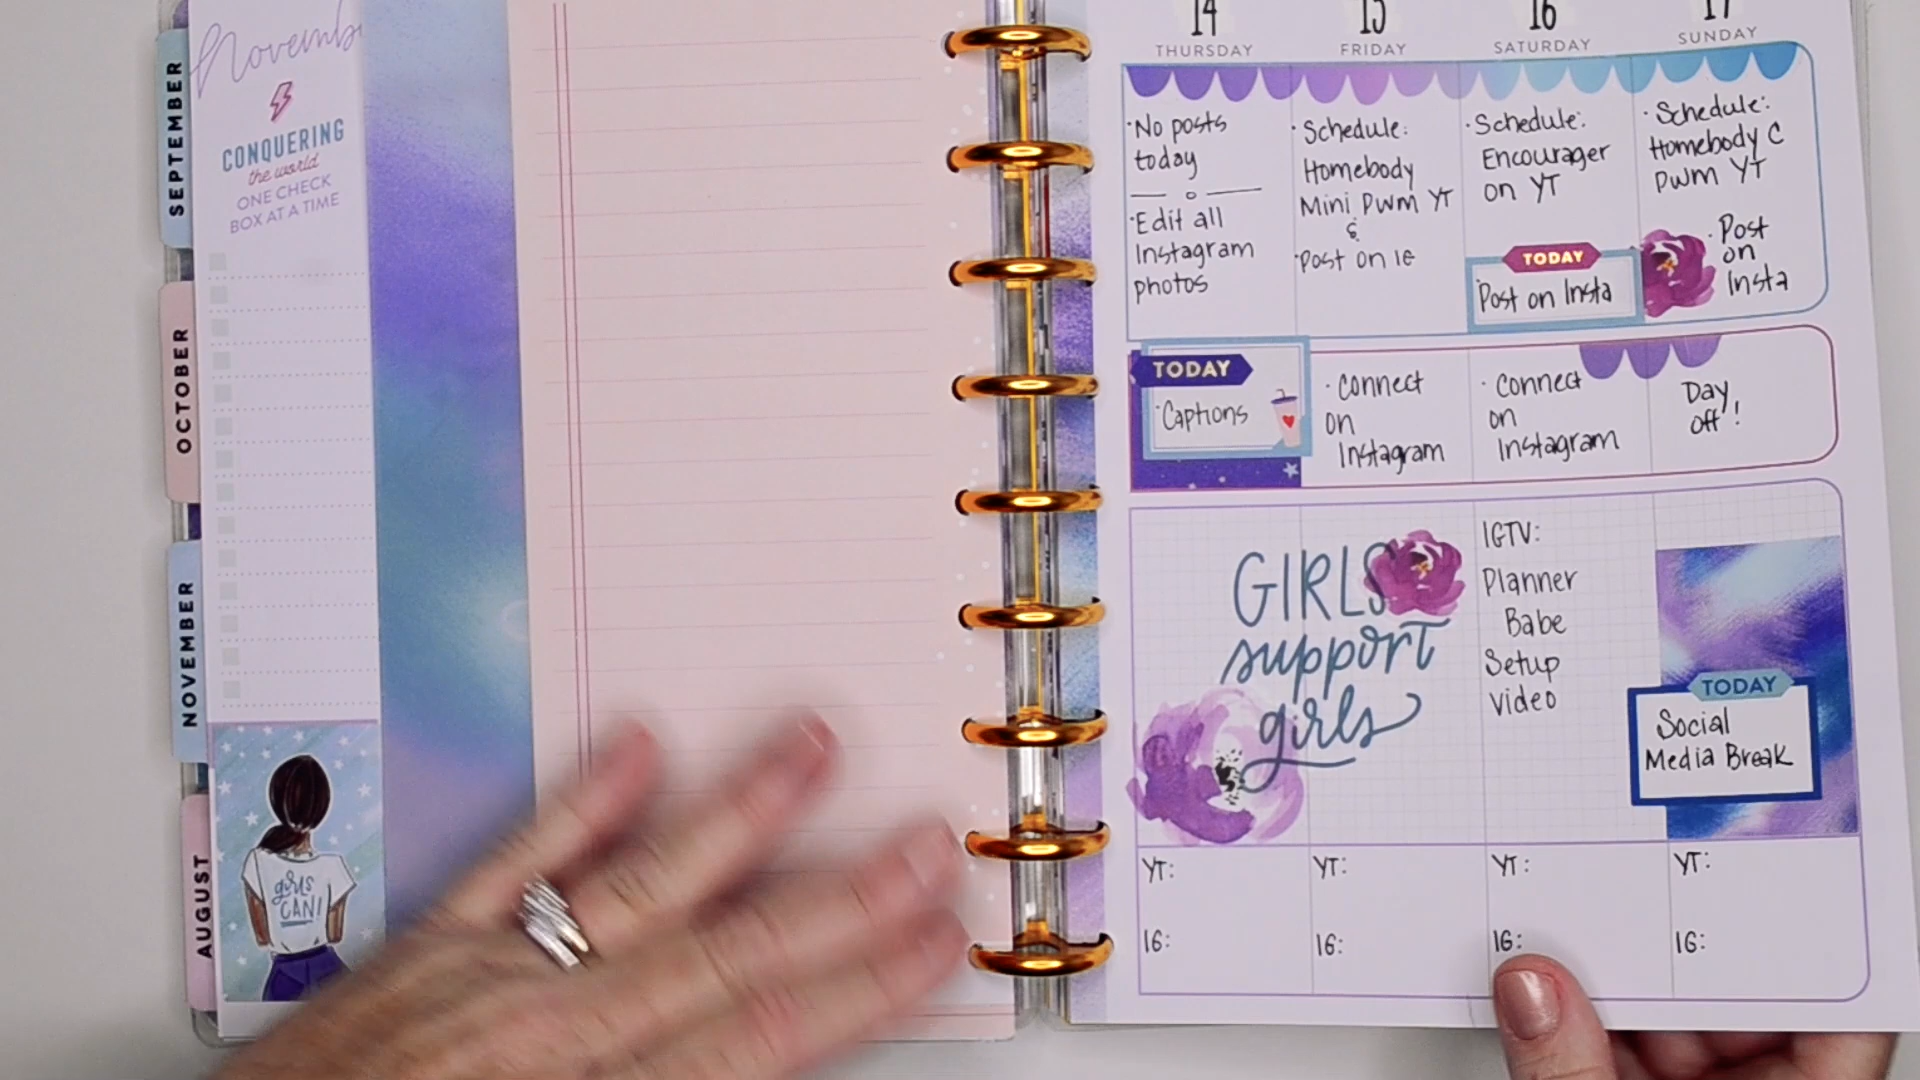 SEPTEMBER
OCTOBER
NOVEMBER
AUGUST
CONQUERING
the world
ONE CHECK
BOX AT A TIME
girls
CAN!
14
THURSDAY
·No posts
today
·Edit all
Instagram
photos
15
FRIDAY
·Schedule:
Homebody
Mini PWM YT
&
·Post on IG
16
SATURDAY
·Schedule:
Encourager
on YT
TODAY
·Post on Insta
17
SUNDAY
·Schedule:
Homebody C
PWM YT
·Post
on
Insta
TODAY
·Captions
·Connect
on
Instagram
·Connect
on
Instagram
Day
off!
GIRLS
support
girls
IGTV:
Planner
Babe
Setup
Video
TODAY
Social
Media Break
YT:
YT:
YT:
YT:
IG:
IG:
IG:
IG: